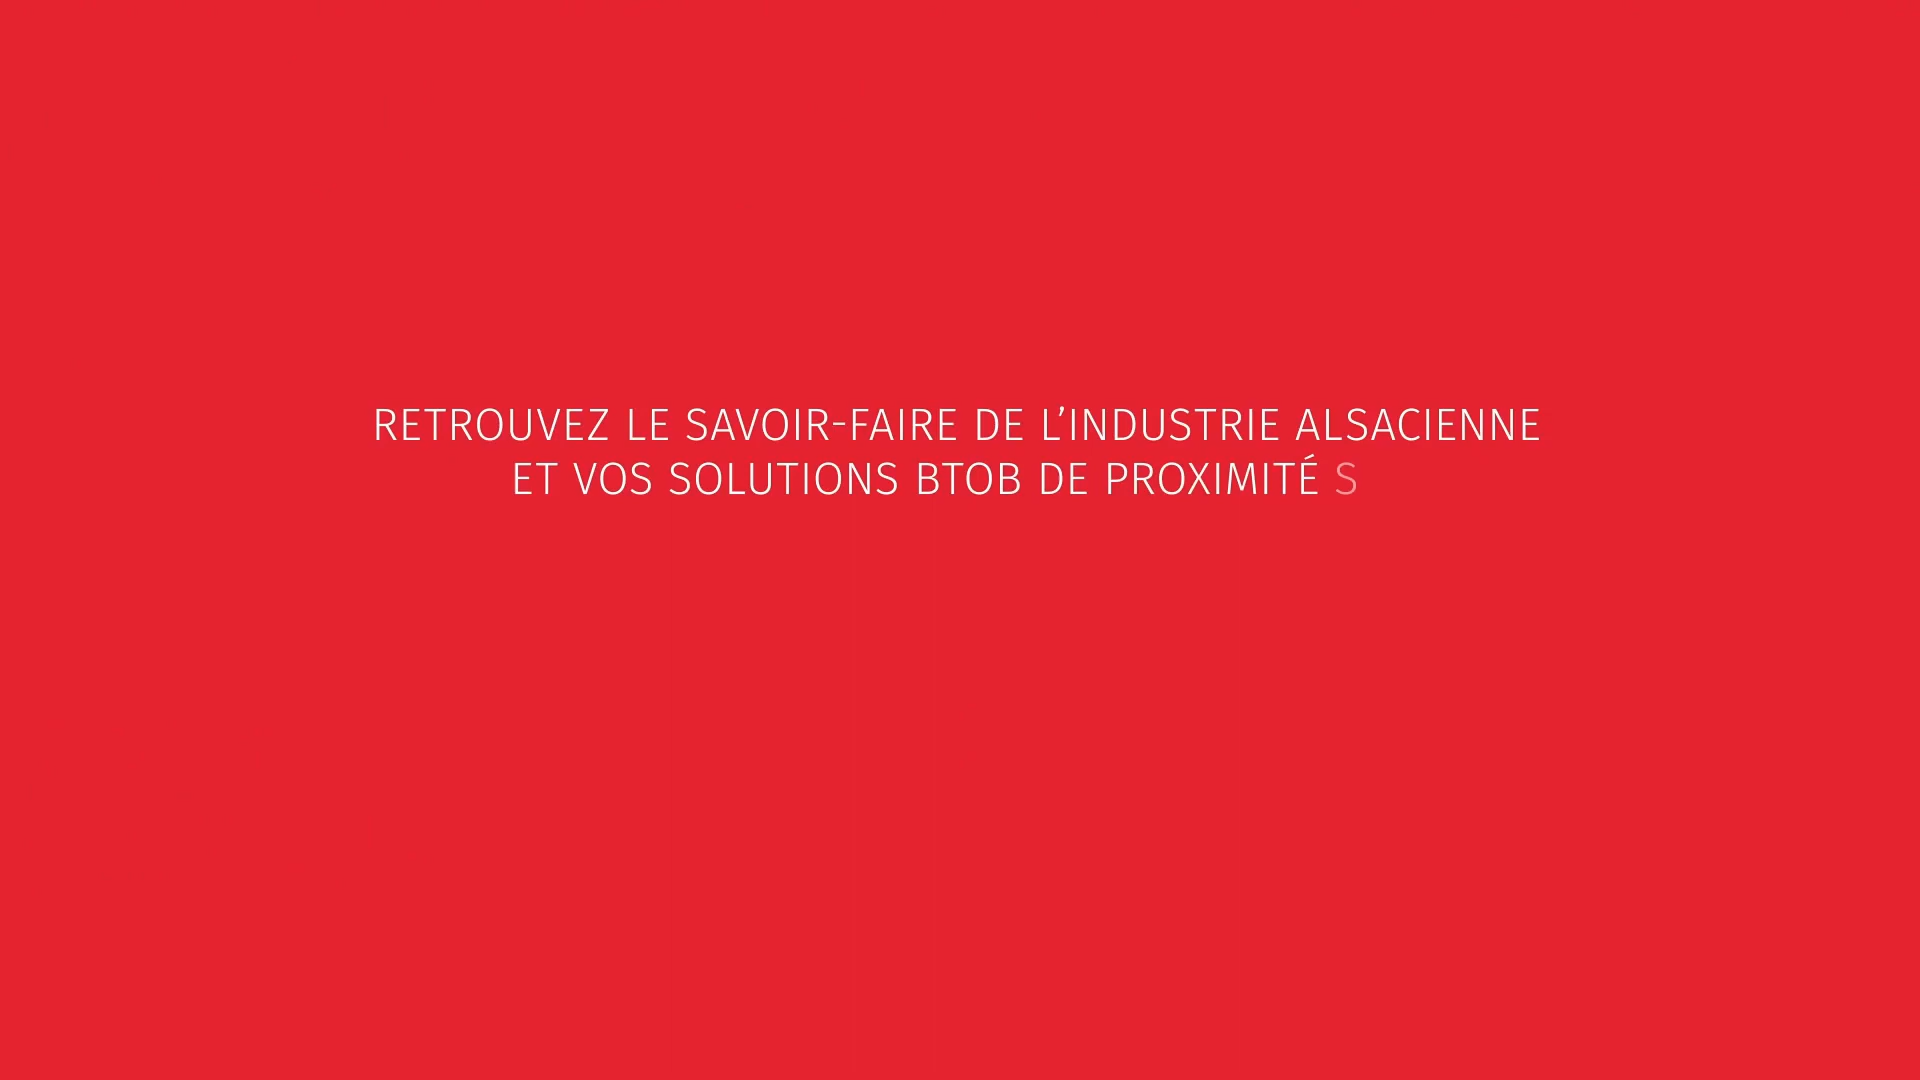 RETROUVEZ LE SAVOIR-FAIRE DE L’INDUSTRIE ALSACIENNE
ET VOS SOLUTIONS BTOB DE PROXIMITÉ S